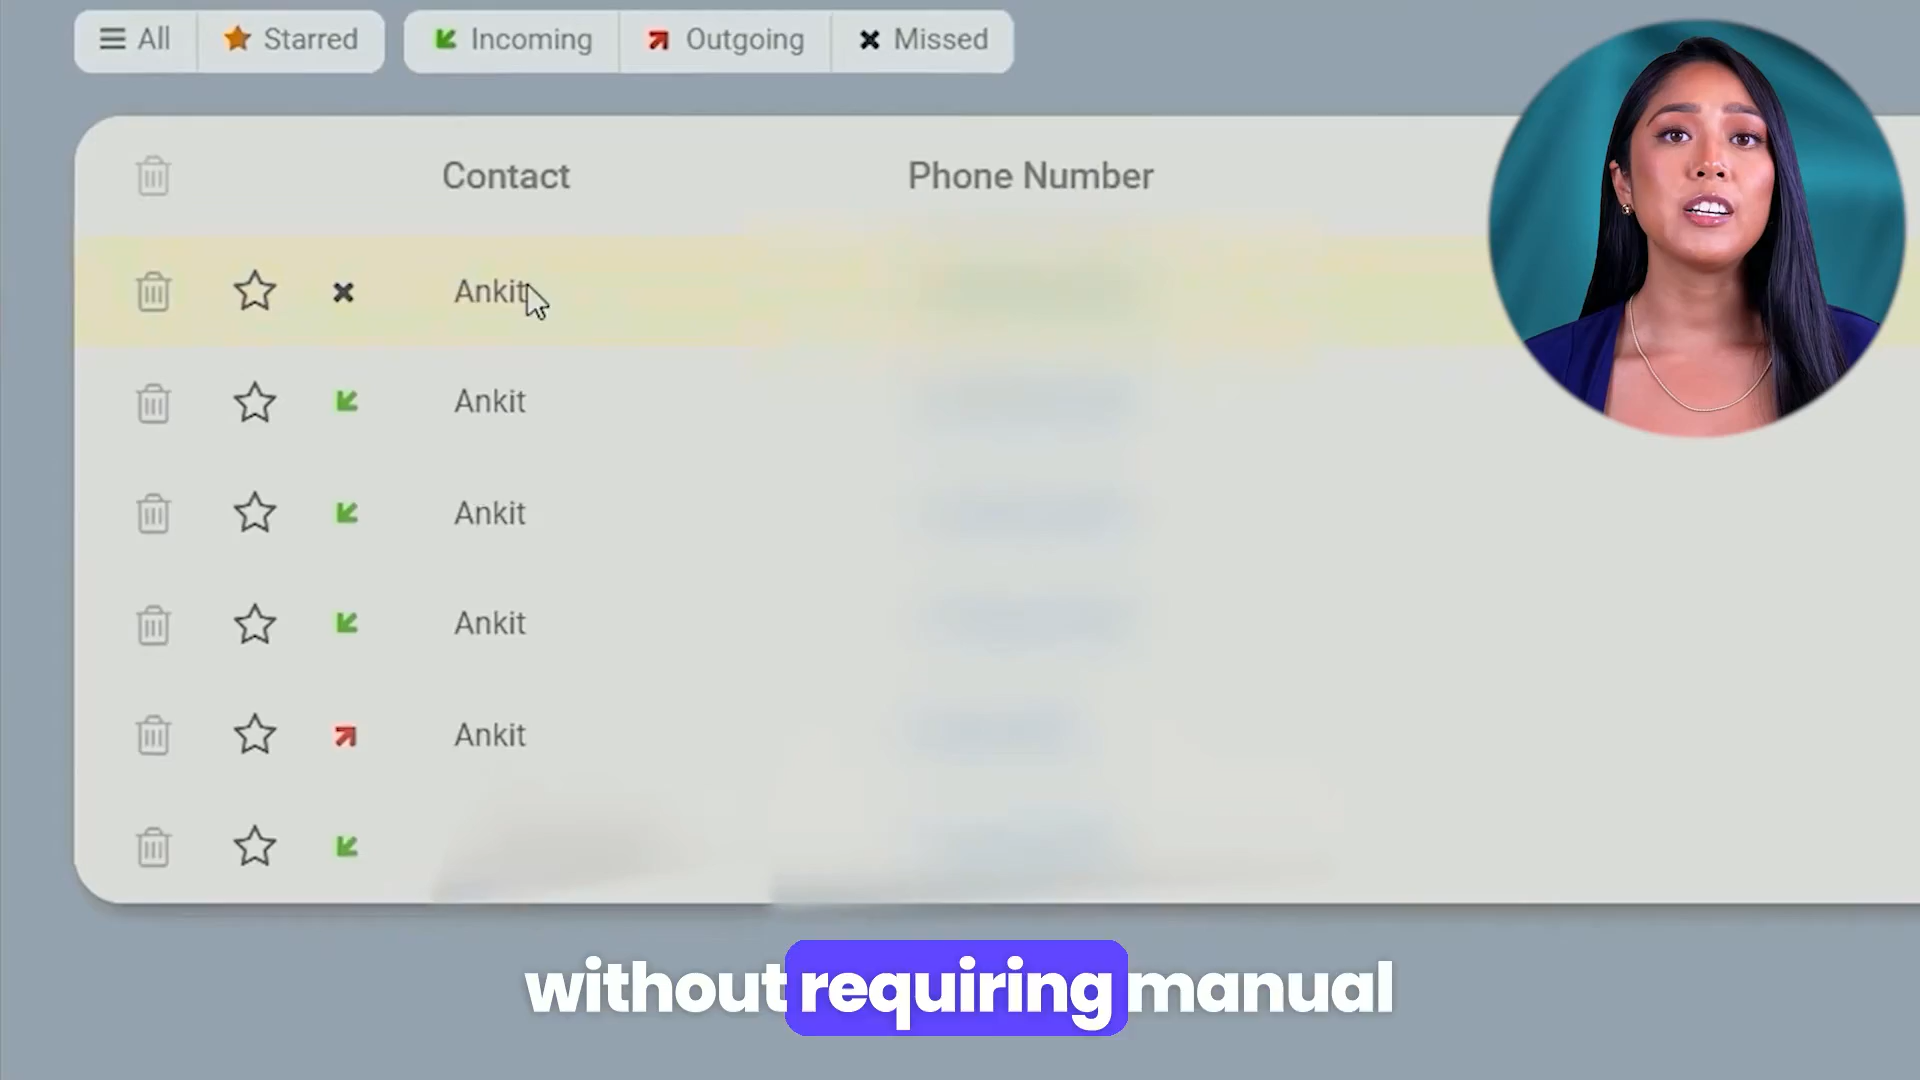 All Starred Incoming Outgoing Missed
Contact Phone Number
Ankit
Ankit
Ankit
Ankit
Ankit
without requiring manual